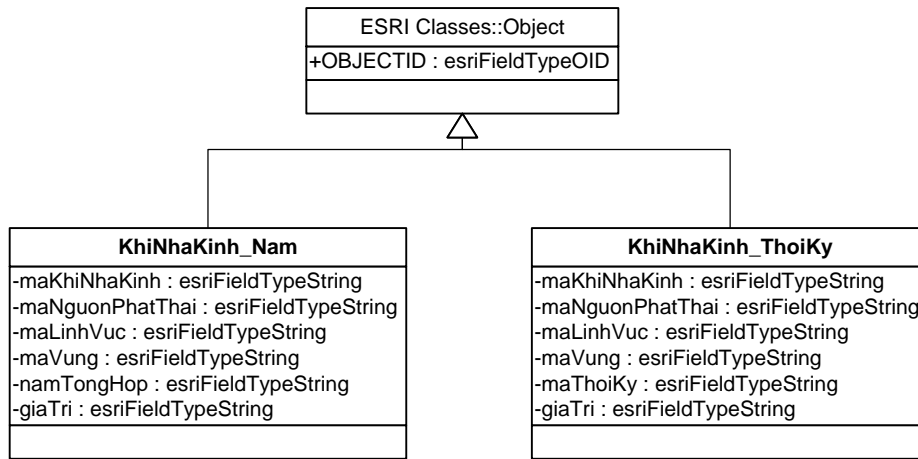 ESRI Classes::Object
+OBJECTID : esriFieldTypeOID
KhiNhaKinh_Nam
-maKhiNhaKinh : esriFieldTypeString
-maNguonPhatThai : esriFieldTypeString
-maLinhVuc : esriFieldTypeString
-maVung : esriFieldTypeString
-namTongHop : esriFieldTypeString
-giaTri : esriFieldTypeString
KhiNhaKinh_ThoiKy
-maKhiNhaKinh : esriFieldTypeString
-maNguonPhatThai : esriFieldTypeString
-maLinhVuc : esriFieldTypeString
-maVung : esriFieldTypeString
-maThoiKy : esriFieldTypeString
-giaTri : esriFieldTypeString